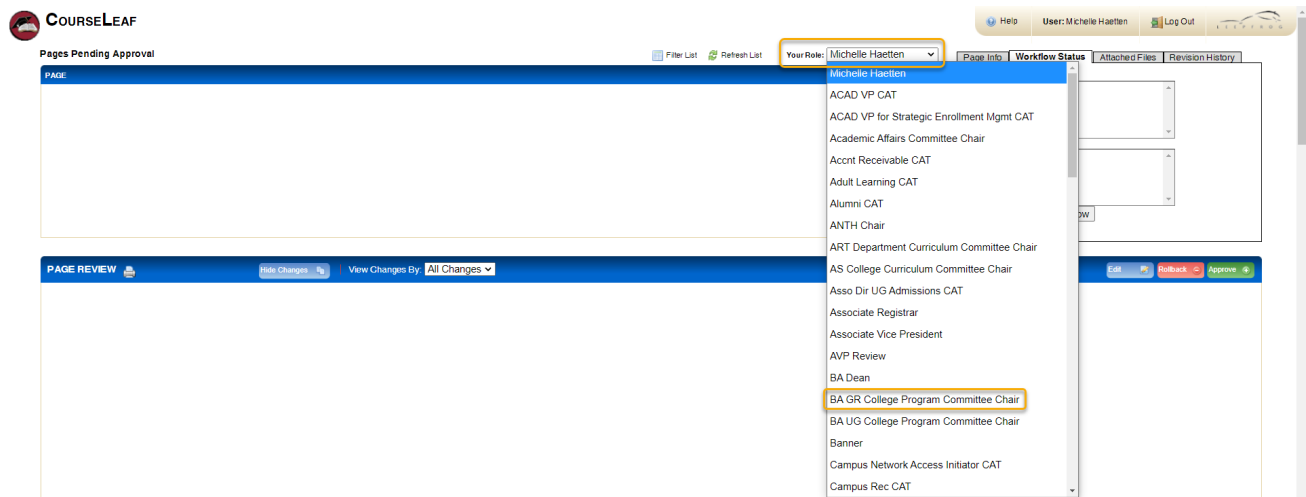 COURSELEAF
Help User: Michelle Haetten Log Out LEEPFROG
Pages Pending Approval Filter List Refresh List Your Role: Michelle Haetten Page Info Workflow Status Attached Files Revision History
PAGE
Michelle Haetten
ACAD VP CAT
ACAD VP for Strategic Enrollment Mgmt CAT
Academic Affairs Committee Chair
Accnt Receivable CAT
Adult Learning CAT
Alumni CAT
ow
ANTH Chair
ART Department Curriculum Committee Chair
PAGE REVIEW Hide Changes View Changes By: All Changes AS College Curriculum Committee Chair Edit Rollback Approve
Asso Dir UG Admissions CAT
Associate Registrar
Associate Vice President
AVP Review
BA Dean
BA GR College Program Committee Chair
BA UG College Program Committee Chair
Banner
Campus Network Access Initiator CAT
Campus Rec CAT